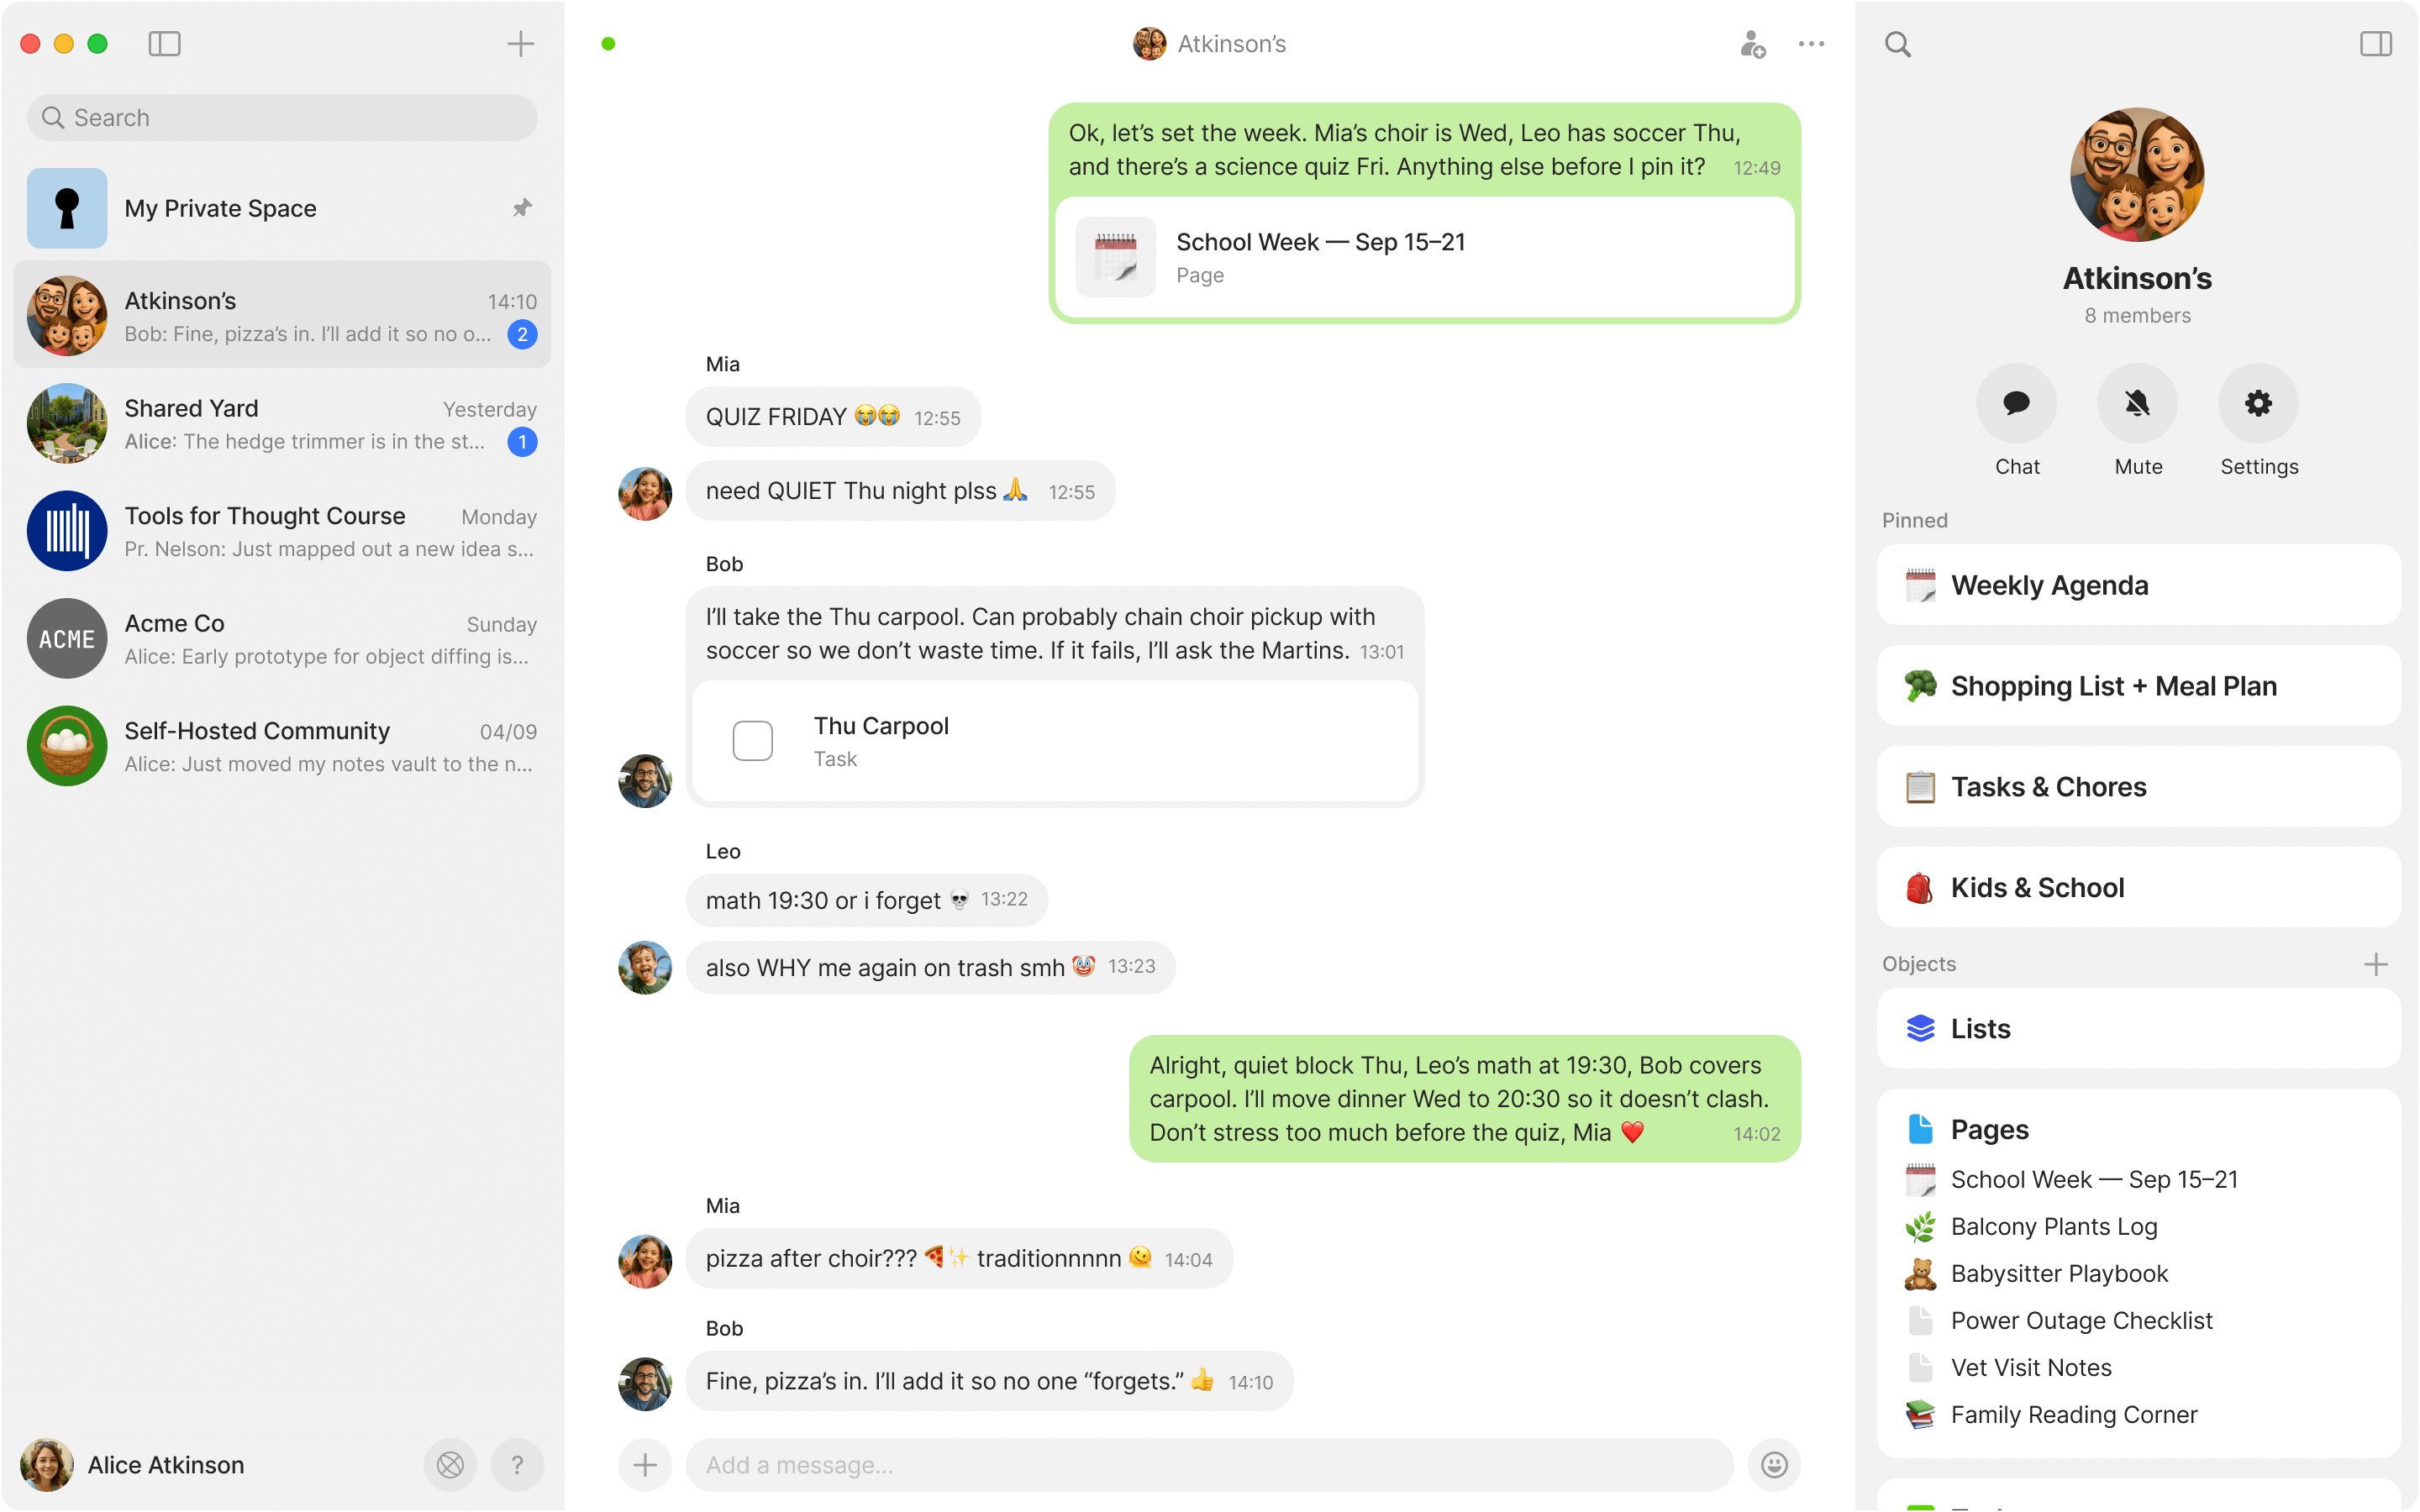 Search
My Private Space
Atkinson’s
14:10
Bob: Fine, pizza’s in. I’ll add it so no o...
2
Shared Yard
Yesterday
Alice: The hedge trimmer is in the st...
1
Tools for Thought Course
Monday
Pr. Nelson: Just mapped out a new idea s...
ACME
Acme Co
Sunday
Alice: Early prototype for object diffing is...
Self-Hosted Community
04/09
Alice: Just moved my notes vault to the n...
Alice Atkinson
?
Atkinson’s
Ok, let’s set the week. Mia’s choir is Wed, Leo has soccer Thu,
and there’s a science quiz Fri. Anything else before I pin it?
12:49
School Week — Sep 15–21
Page
Mia
QUIZ FRIDAY 😭😭 12:55
need QUIET Thu night plss 🙏 12:55
Bob
I’ll take the Thu carpool. Can probably chain choir pickup with
soccer so we don’t waste time. If it fails, I’ll ask the Martins. 13:01
Thu Carpool
Task
Leo
math 19:30 or i forget 💀 13:22
also WHY me again on trash smh 🤡 13:23
Alright, quiet block Thu, Leo’s math at 19:30, Bob covers
carpool. I’ll move dinner Wed to 20:30 so it doesn’t clash.
Don’t stress too much before the quiz, Mia ❤️ 14:02
Mia
pizza after choir??? 🍕✨ traditionnnnn 🫠 14:04
Bob
Fine, pizza’s in. I’ll add it so no one “forgets.” 👍 14:10
Add a message...
Atkinson’s
8 members
Chat
Mute
Settings
Pinned
Weekly Agenda
Shopping List + Meal Plan
Tasks & Chores
Kids & School
Objects
Lists
Pages
School Week — Sep 15–21
Balcony Plants Log
Babysitter Playbook
Power Outage Checklist
Vet Visit Notes
Family Reading Corner